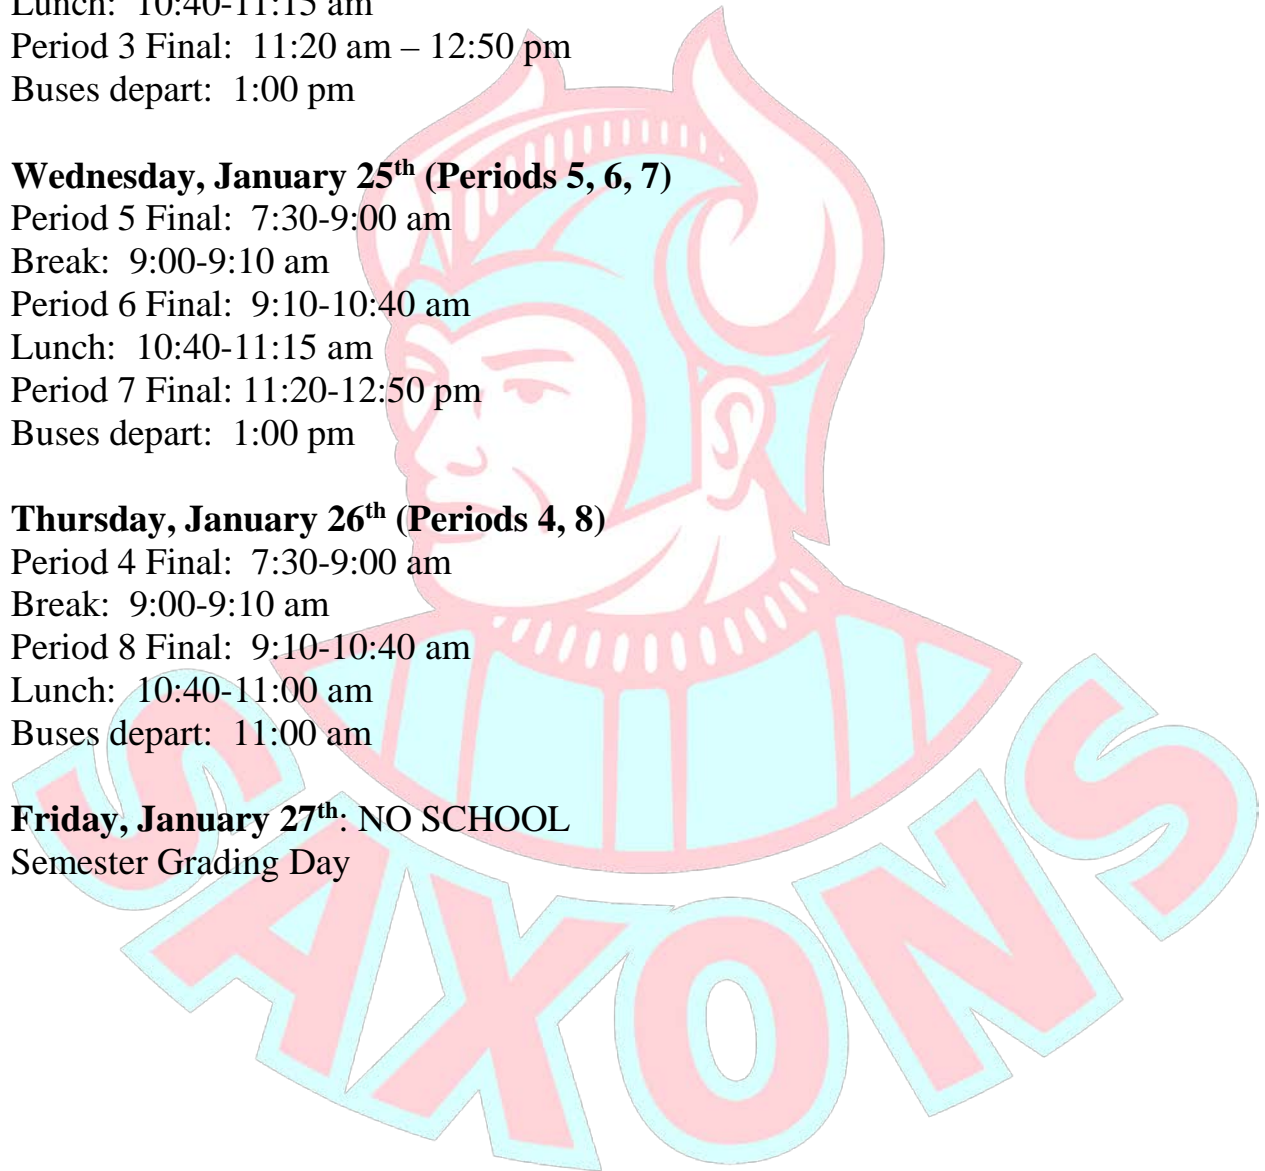 Lunch:  10:40-11:15 am
Period 3 Final:  11:20 am – 12:50 pm
Buses depart:  1:00 pm
Wednesday, January 25th (Periods 5, 6, 7)
Period 5 Final:  7:30-9:00 am
Break:  9:00-9:10 am
Period 6 Final:  9:10-10:40 am
Lunch:  10:40-11:15 am
Period 7 Final: 11:20-12:50 pm
Buses depart:  1:00 pm
Thursday, January 26th (Periods 4, 8)
Period 4 Final:  7:30-9:00 am
Break:  9:00-9:10 am
Period 8 Final:  9:10-10:40 am
Lunch:  10:40-11:00 am
Buses depart:  11:00 am
Friday, January 27th: NO SCHOOL
Semester Grading Day
SAXONS